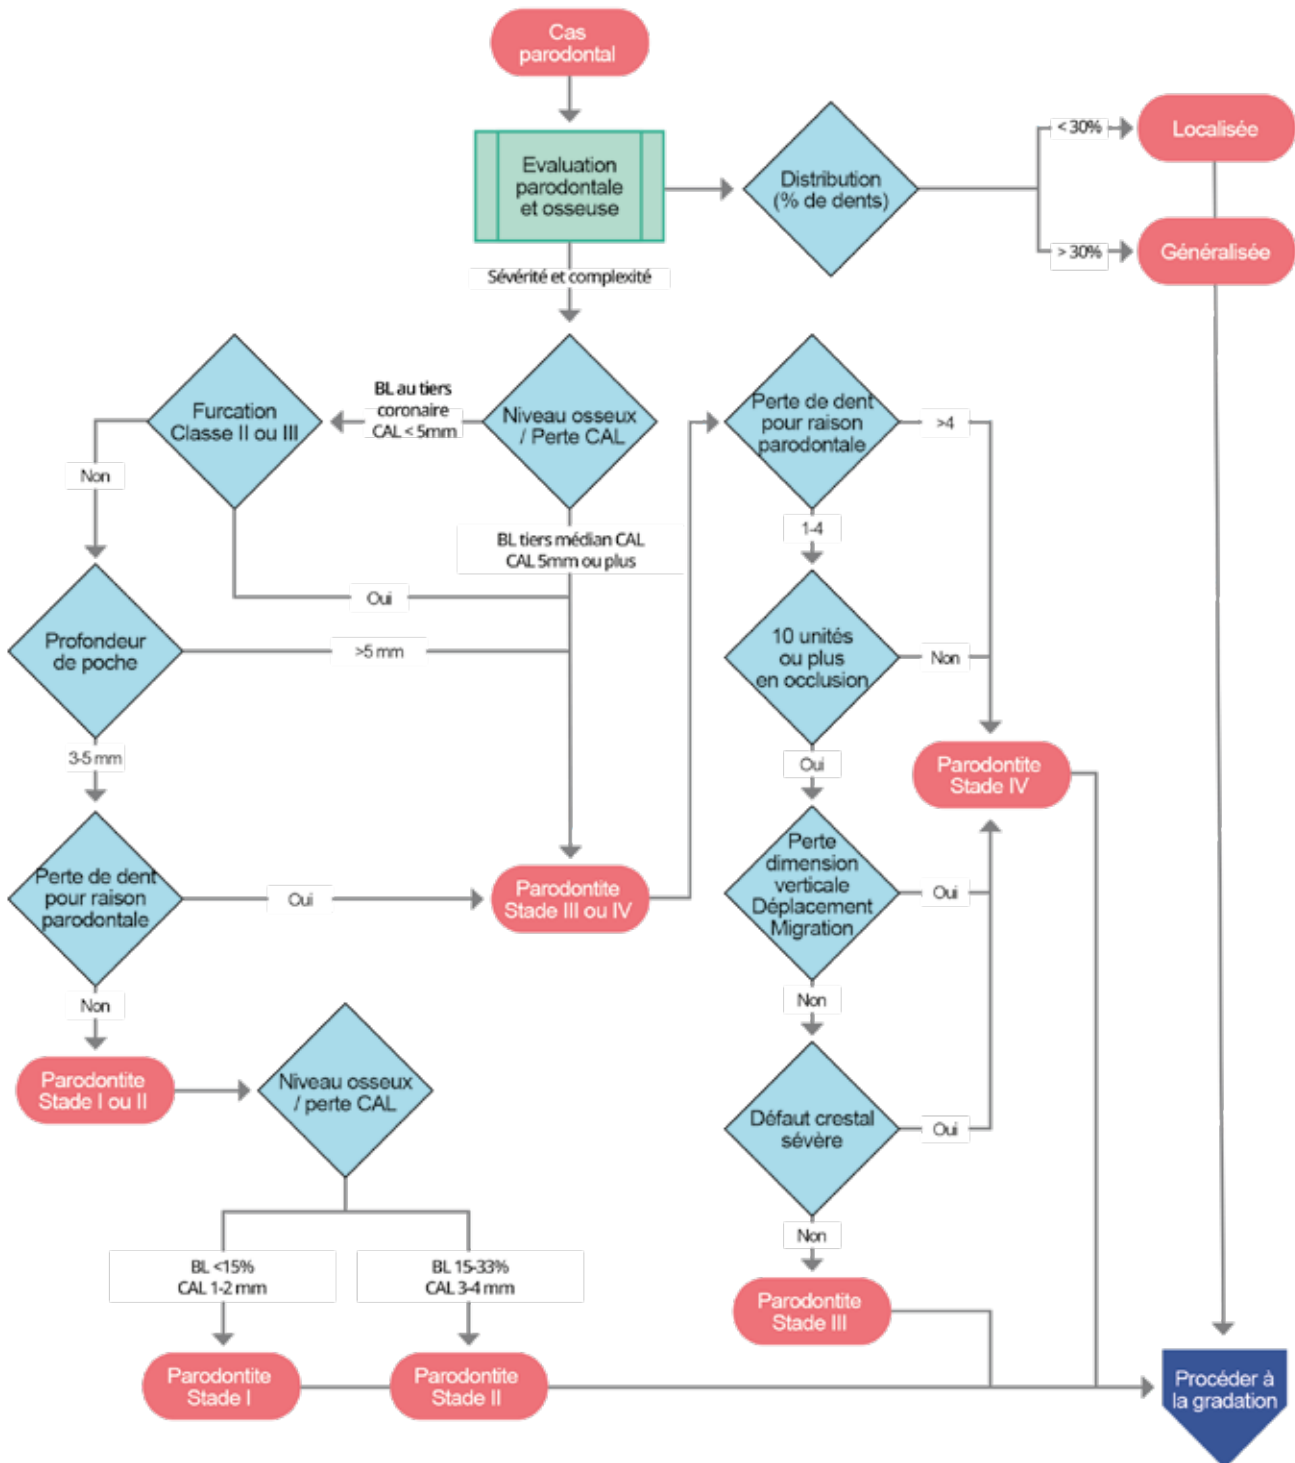 Cas
parodontal
Evaluation
parodontale
et osseuse
Distribution
(% de dents)
< 30%
Localisée
> 30%
Généralisée
Sévérité et complexité
Niveau osseux
/ Perte CAL
BL au tiers
coronaire
CAL < 5mm
Furcation
Classe II ou III
Non
Oui
BL tiers médian CAL
CAL 5mm ou plus
Profondeur
de poche
>5 mm
3-5 mm
Perte de dent
pour raison
parodontale
Oui
Non
Parodontite
Stade III ou IV
Parodontite
Stade I ou II
Niveau osseux
/ perte CAL
BL <15%
CAL 1-2 mm
BL 15-33%
CAL 3-4 mm
Parodontite
Stade I
Parodontite
Stade II
Perte de dent
pour raison
parodontale
>4
1-4
10 unités
ou plus
en occlusion
Non
Oui
Parodontite
Stade IV
Perte
dimension
verticale
Déplacement
Migration
Oui
Non
Défaut crestal
sévère
Oui
Non
Parodontite
Stade III
Procéder à
la gradation